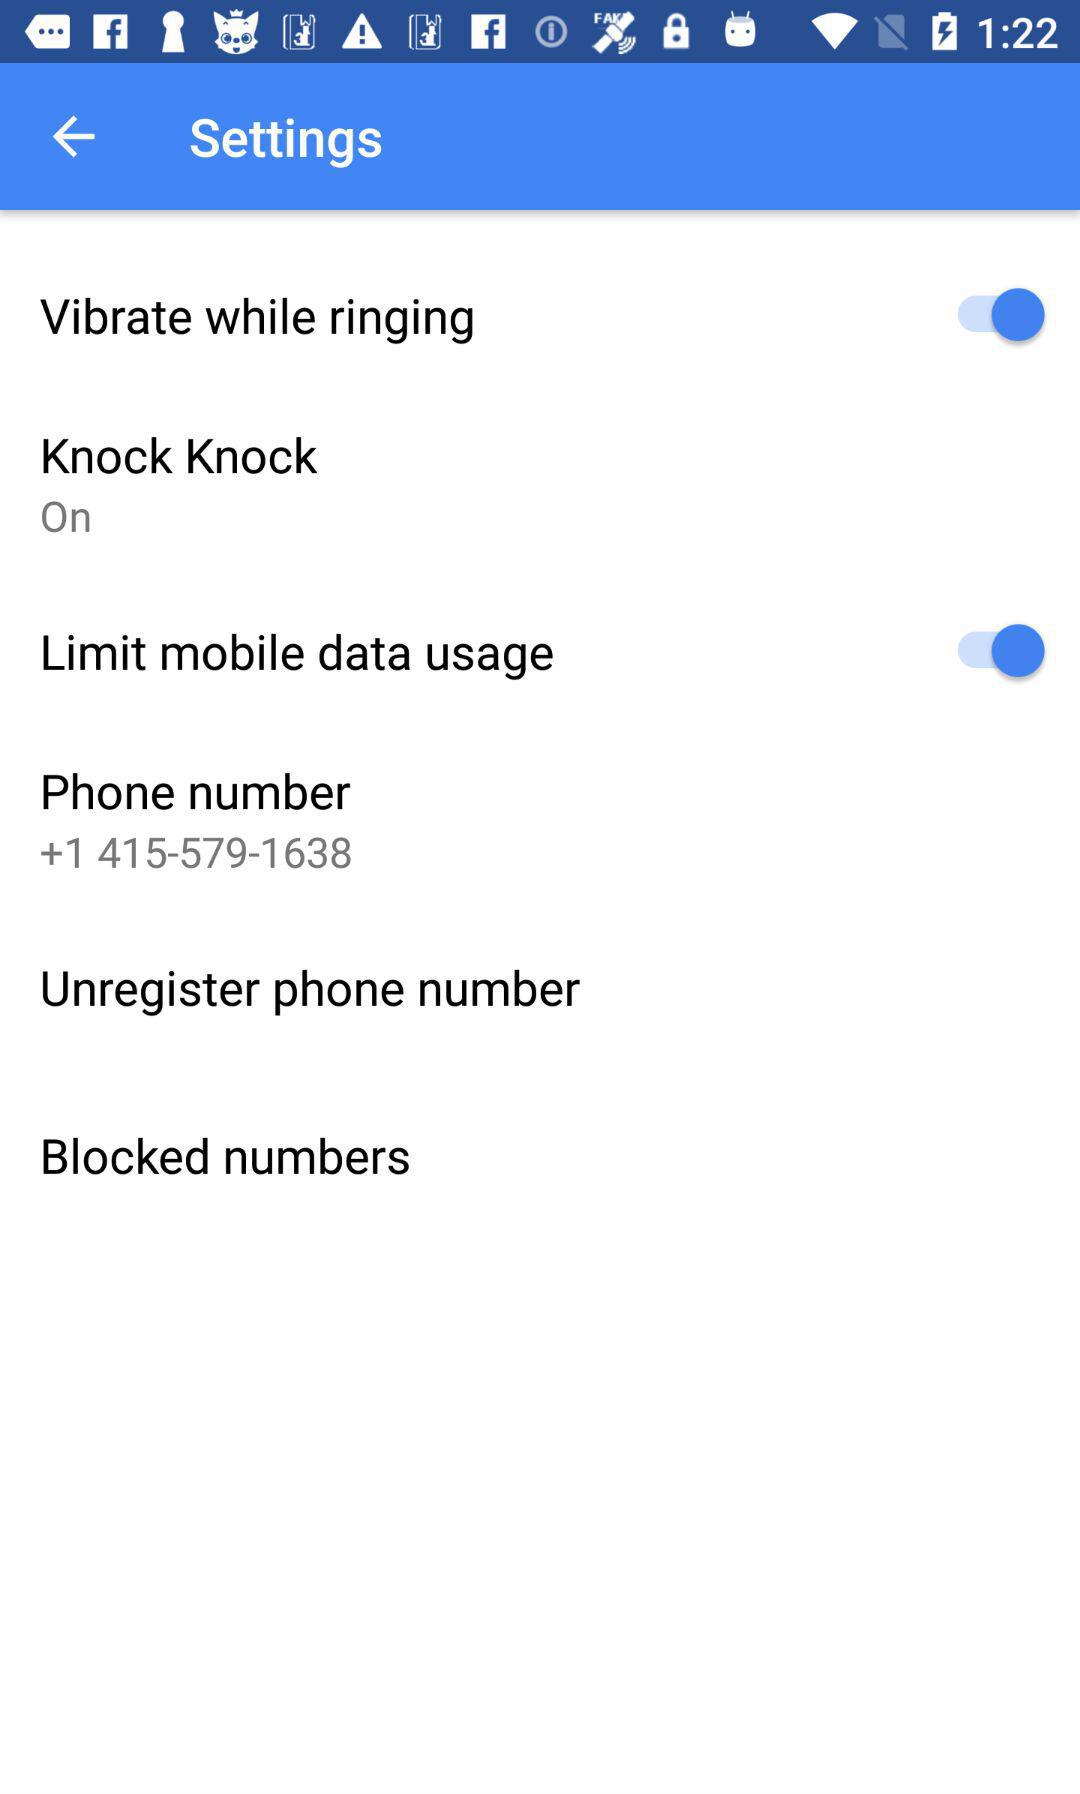 FAKE 1:22
Settings
Vibrate while ringing
Knock Knock
On
Limit mobile data usage
Phone number
+1 415-579-1638
Unregister phone number
Blocked numbers